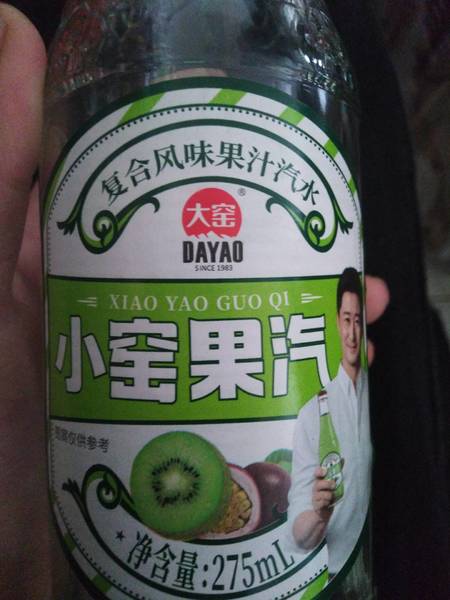 复合风味果汁汽水
大窑
®
DAYAO
SINCE 1983
XIAO YAO GUO QI
小窑果汽
图案仅供参考
净含量:275mL